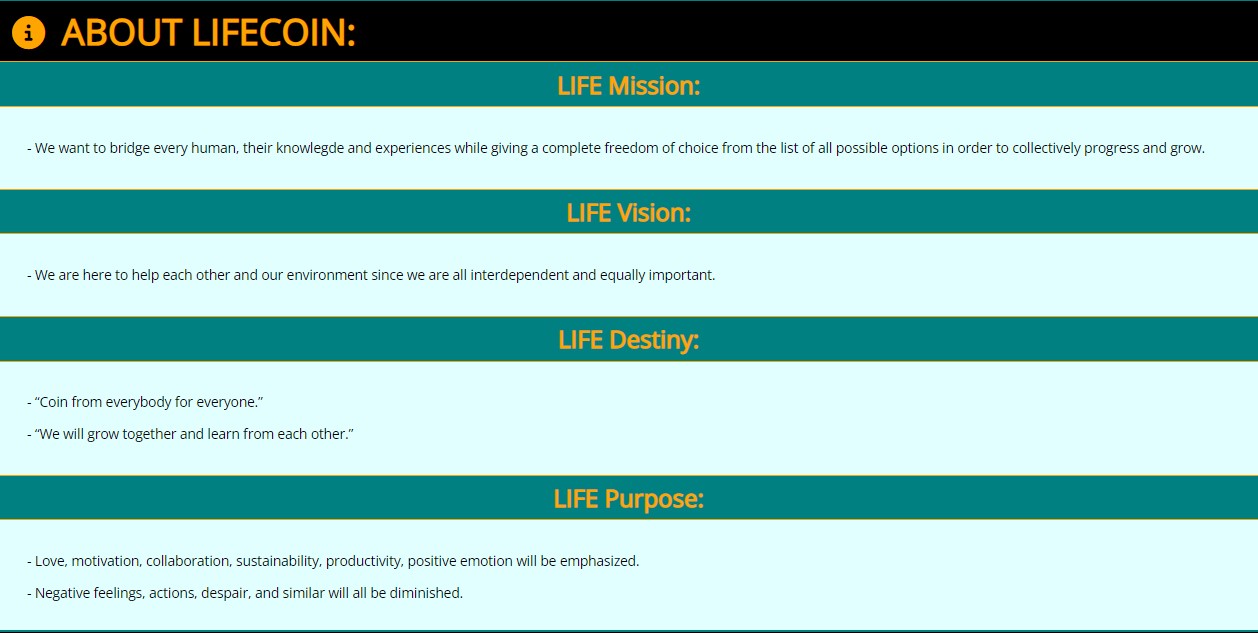 ABOUT LIFECOIN:
LIFE Mission:
- We want to bridge every human, their knowlegde and experiences while giving a complete freedom of choice from the list of all possible options in order to collectively progress and grow.
LIFE Vision:
- We are here to help each other and our environment since we are all interdependent and equally important.
LIFE Destiny:
- “Coin from everybody for everyone.”
- “We will grow together and learn from each other.”
LIFE Purpose:
- Love, motivation, collaboration, sustainability, productivity, positive emotion will be emphasized.
- Negative feelings, actions, despair, and similar will all be diminished.